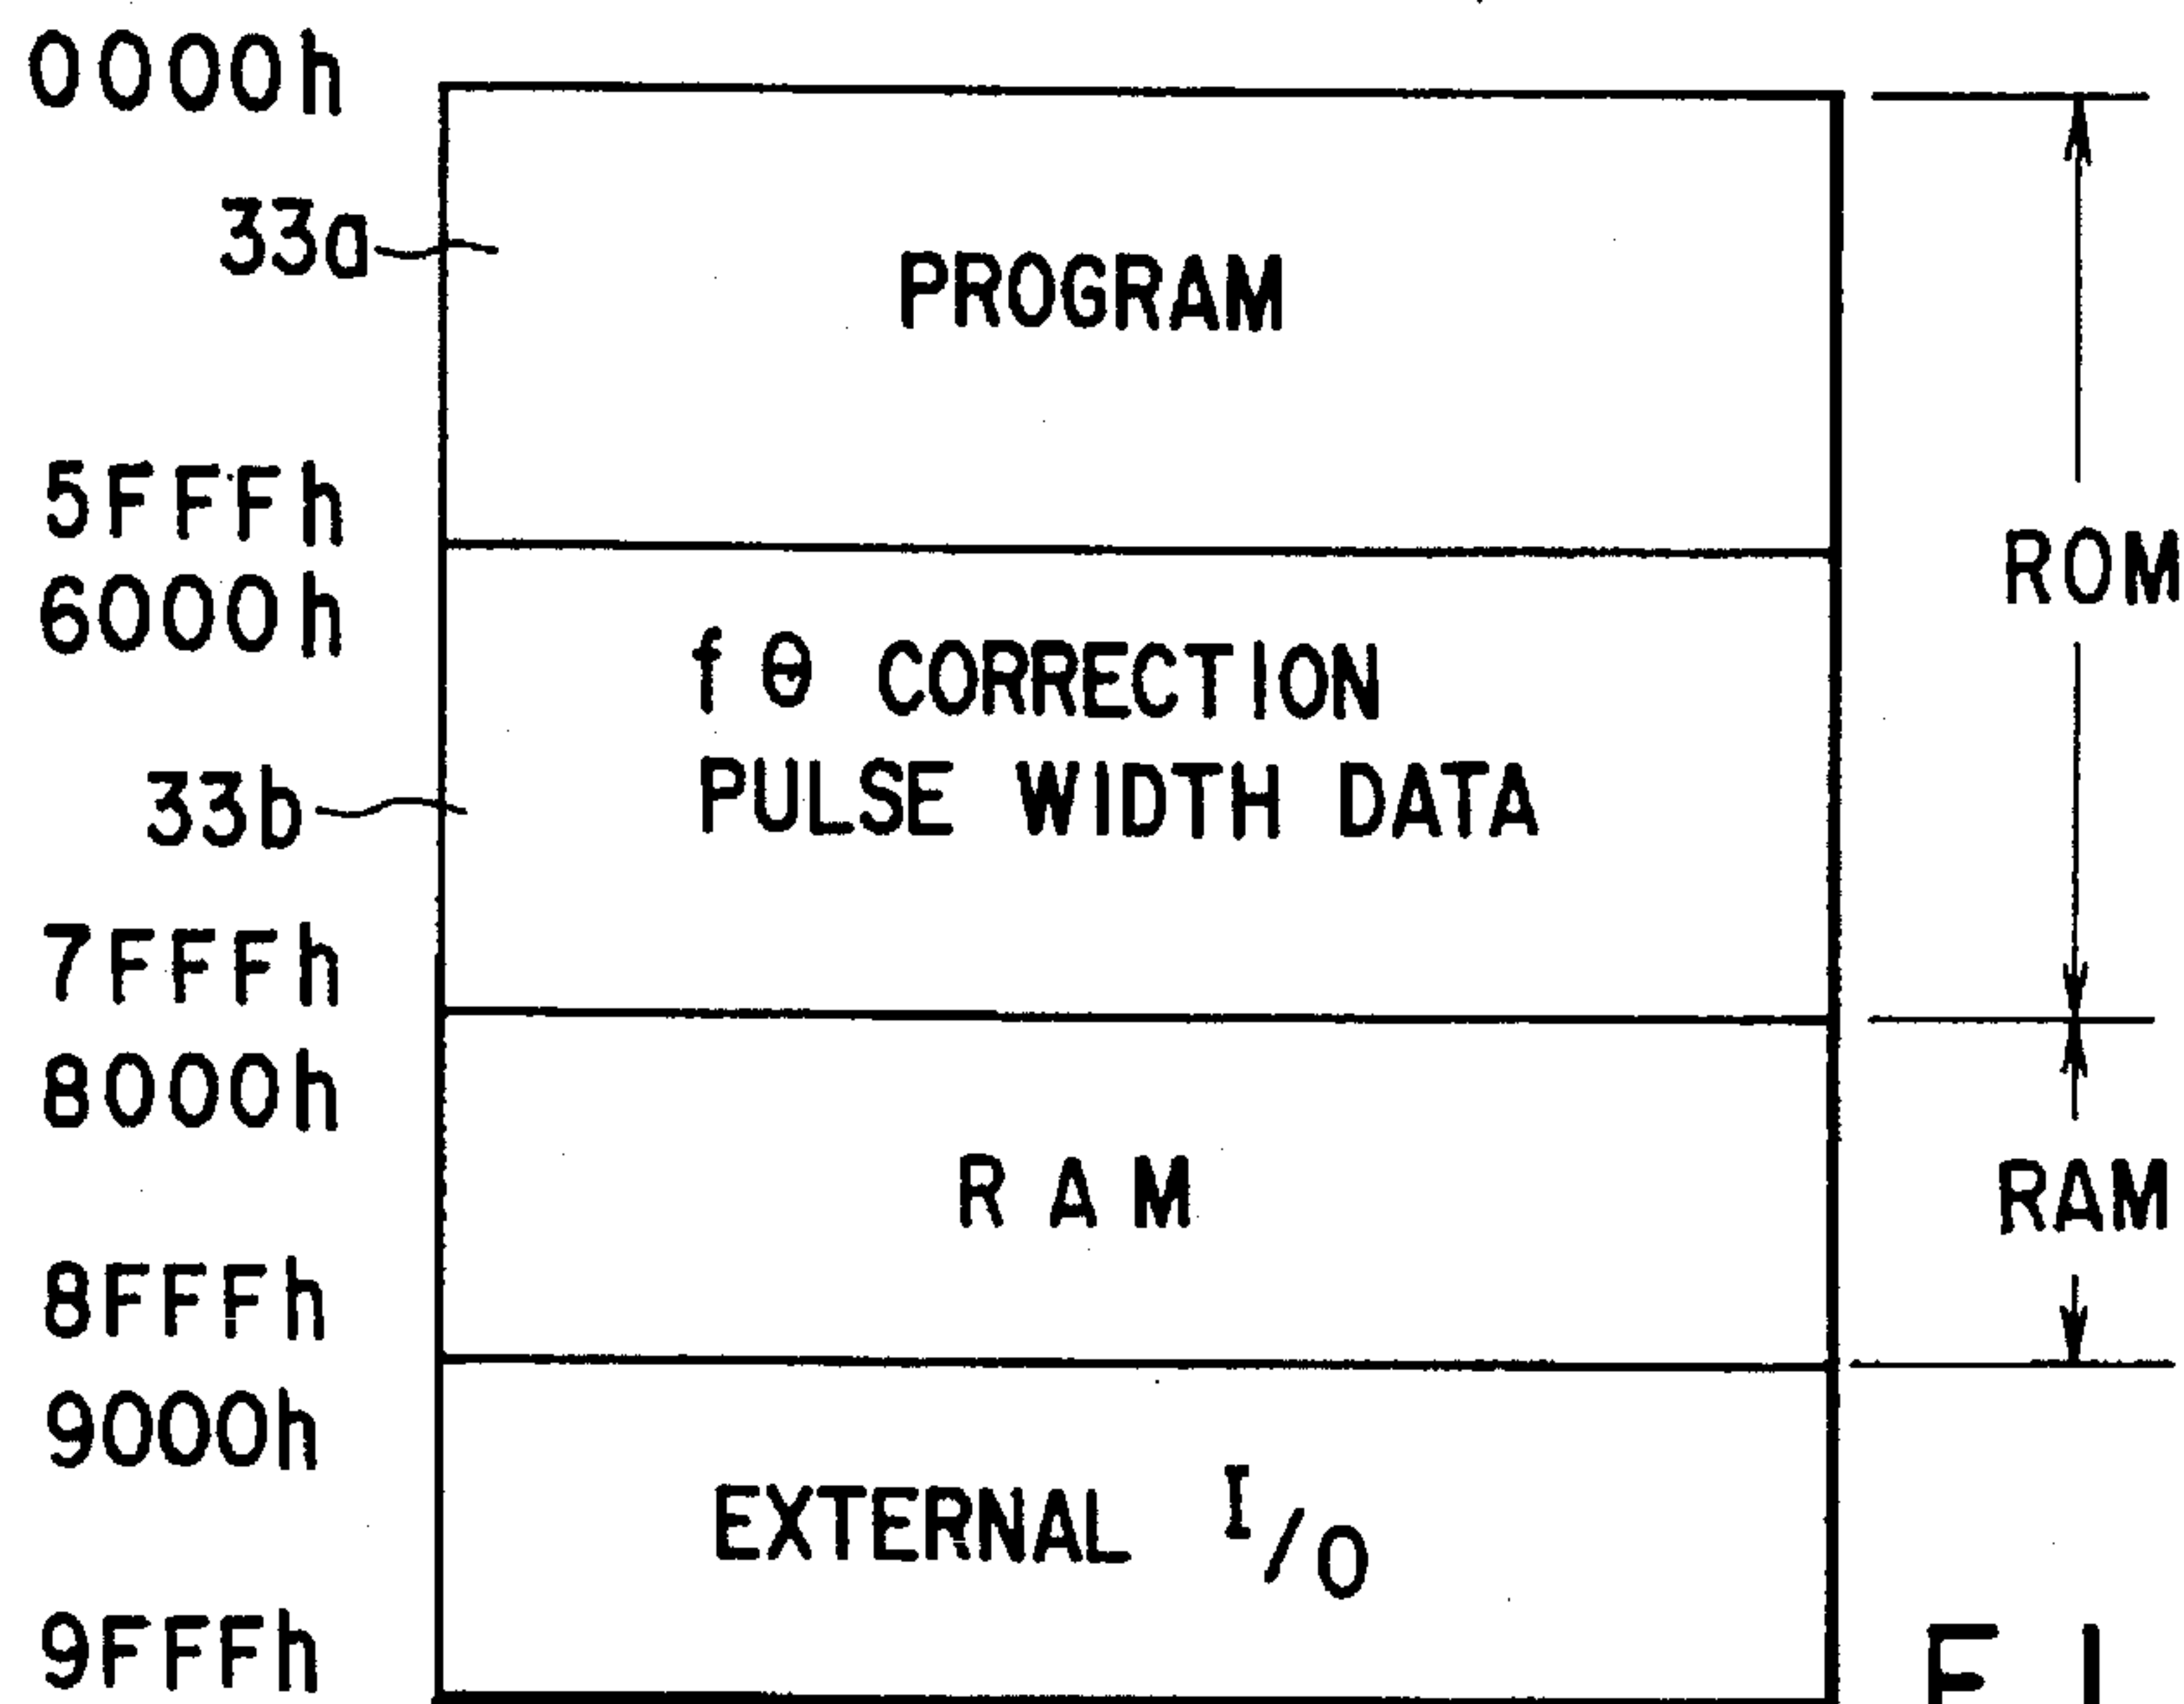 0000h
33a
PROGRAM
5FFFh
6000h
ROM
f θ CORRECTION
PULSE WIDTH DATA
33b
7FFFh
8000h
RAM
RAM
8FFFh
9000h
EXTERNAL I/O
9FFFh